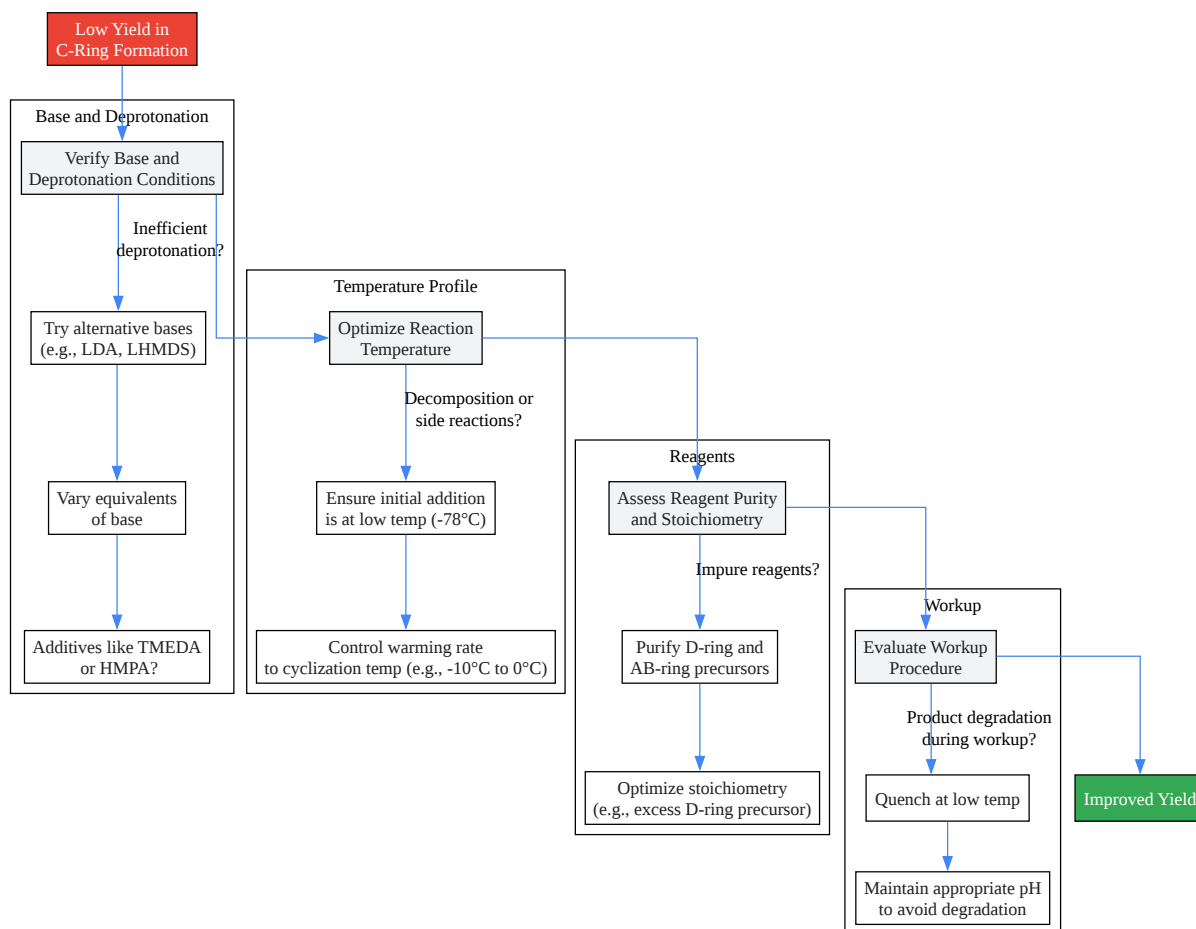 Low Yield in
C-Ring Formation
Base and Deprotonation
Verify Base and
Deprotonation Conditions
Inefficient
deprotonation?
Try alternative bases
(e.g., LDA, LHMDS)
Vary equivalents
of base
Additives like TMEDA
or HMPA?
Temperature Profile
Optimize Reaction
Temperature
Decomposition or
side reactions?
Ensure initial addition
is at low temp (-78°C)
Control warming rate
to cyclization temp (e.g., -10°C to 0°C)
Reagents
Assess Reagent Purity
and Stoichiometry
Impure reagents?
Purify D-ring and
AB-ring precursors
Optimize stoichiometry
(e.g., excess D-ring precursor)
Workup
Evaluate Workup
Procedure
Product degradation
during workup?
Quench at low temp
Maintain appropriate pH
to avoid degradation
Improved Yield